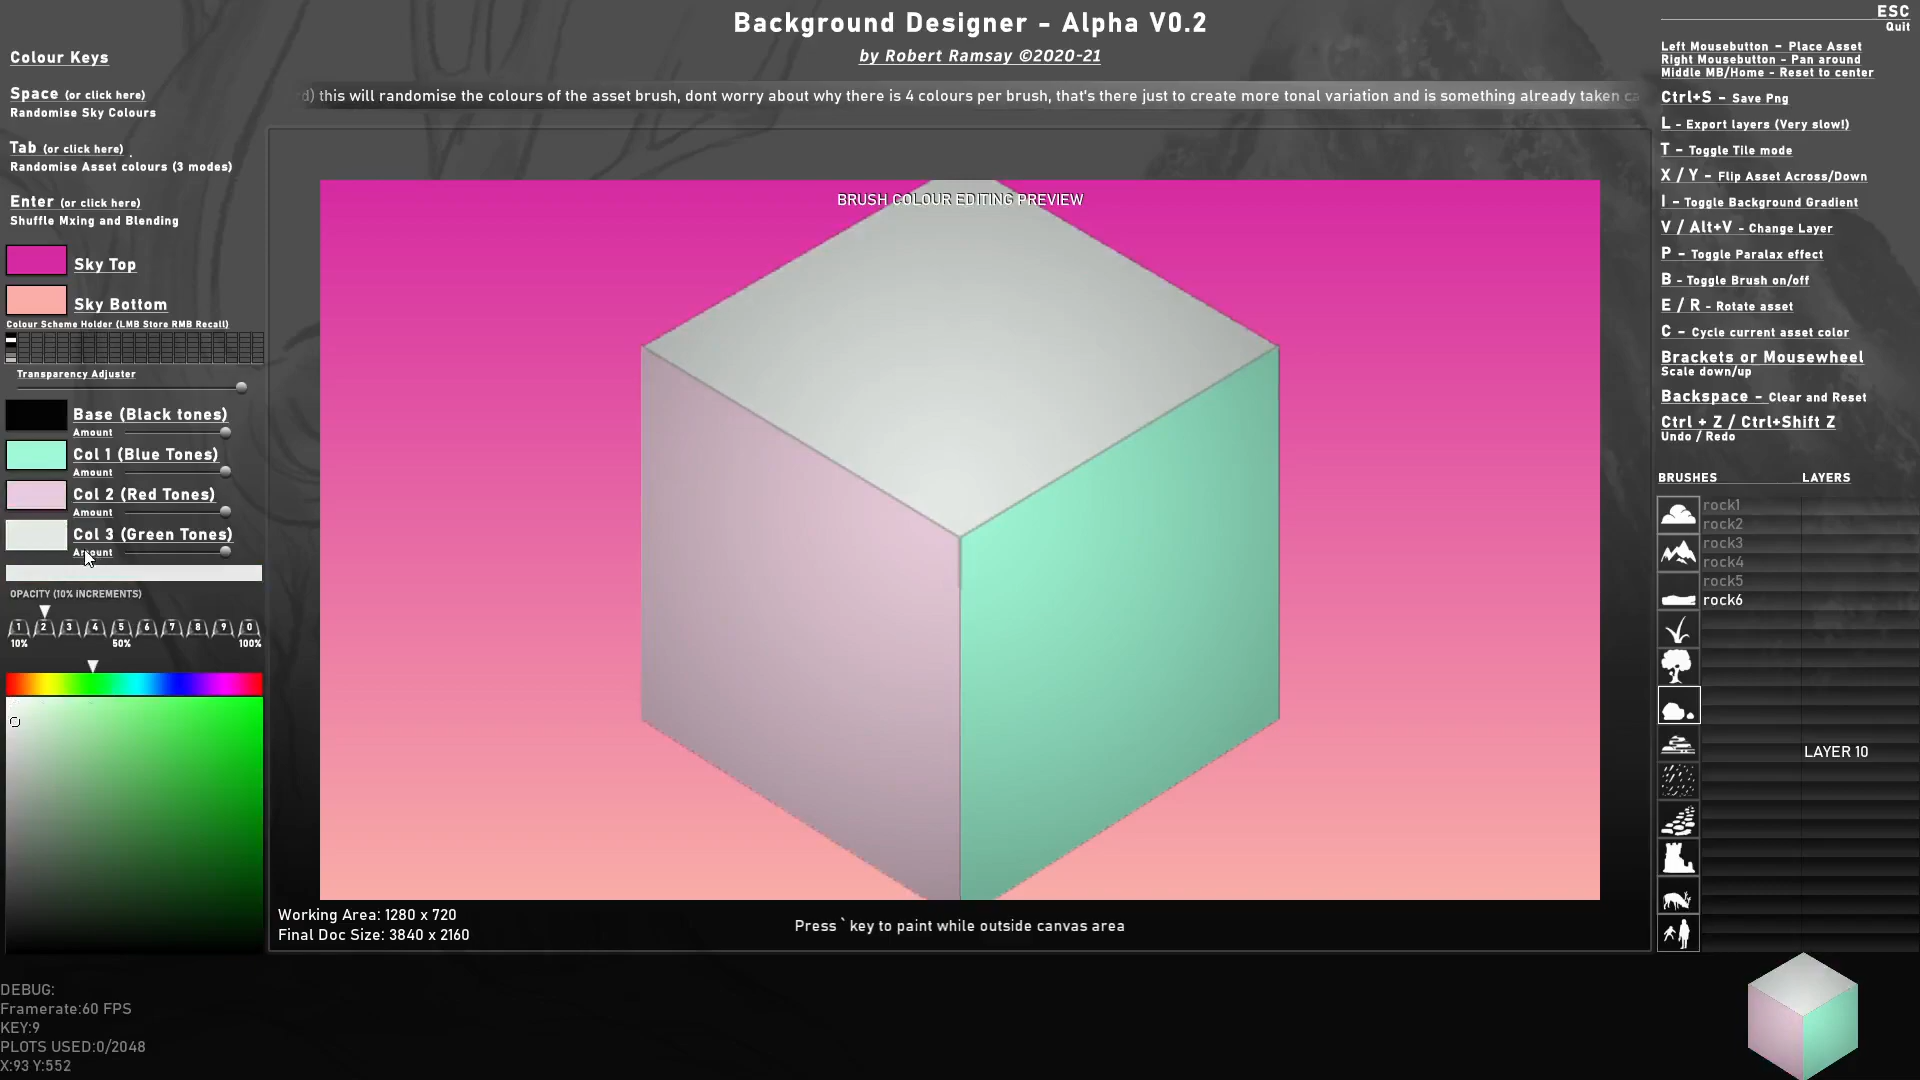 Background Designer - Alpha V0.2
by Robert Ramsay ©2020-21
this will randomise the colours of the asset brush, dont worry about why there is 4 colours per brush, that's there just to create more tonal variation and is something already taken
Colour Keys
Space (or click here)
Randomise Sky Colours
Tab (or click here)
Randomise Asset colours (3 modes)
Enter (or click here)
Shuffle Mxing and Blending
Sky Top
Sky Bottom
Colour Scheme Holder (LMB Store RMB Recall)
Transparency Adjuster
Base (Black tones)
Amount
Col 1 (Blue Tones)
Amount
Col 2 (Red Tones)
Amount
Col 3 (Green Tones)
Amount
OPACITY (10% INCREMENTS)
1 2 3 4 5 6 7 8 9 0
10% 50% 100%
BRUSH COLOUR EDITING PREVIEW
Working Area: 1280 x 720
Final Doc Size: 3840 x 2160
Press ` key to paint while outside canvas area
DEBUG:
Framerate:60 FPS
KEY:9
PLOTS USED:0/2048
X:93 Y:552
ESC
Quit
Left Mousebutton - Place Asset
Right Mousebutton - Pan around
Middle MB/Home - Reset to center
Ctrl+S - Save Png
L - Export layers (Very slow!)
T - Toggle Tile mode
X / Y - Flip Asset Across/Down
I - Toggle Background Gradient
V / Alt+V - Change Layer
P - Toggle Paralax effect
B - Toggle Brush on/off
E / R - Rotate asset
C - Cycle current asset color
Brackets or Mousewheel
Scale down/up
Backspace - Clear and Reset
Ctrl + Z / Ctrl+Shift Z
Undo / Redo
BRUSHES LAYERS
rock1
rock2
rock3
rock4
rock5
rock6
LAYER 10